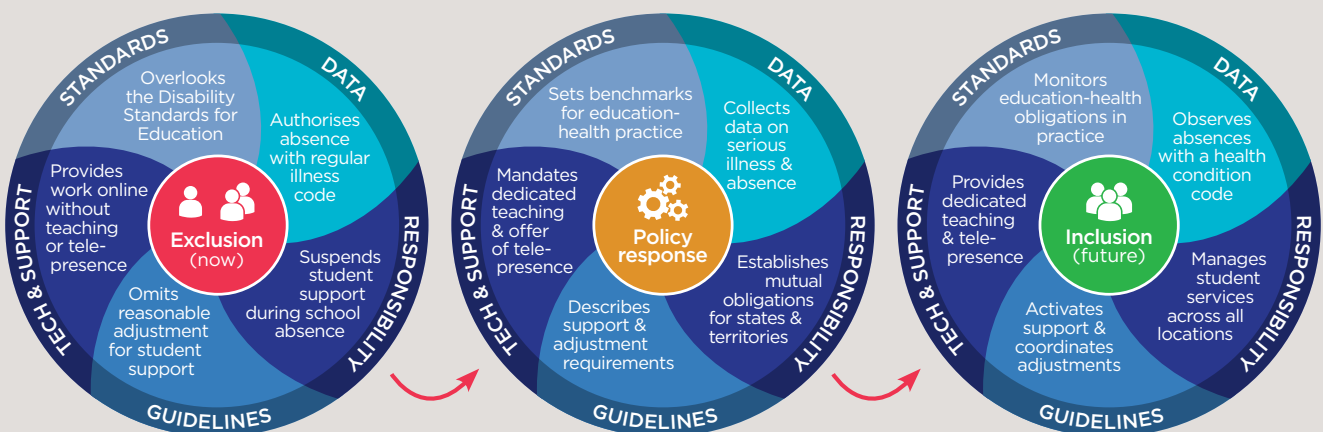 STANDARDS
DATA
RESPONSIBILITY
GUIDELINES
TECH & SUPPORT
Overlooks
the Disability
Standards for
Education
Authorises
absence
with regular
illness
code
Suspends
student
support
during school
absence
Omits
reasonable
adjustment
for student
support
Provides
work online
without
teaching
or tele-
presence
Exclusion
(now)
STANDARDS
DATA
RESPONSIBILITY
GUIDELINES
TECH & SUPPORT
Sets benchmarks
for education-
health practice
Collects
data on
serious
illness &
absence
Establishes
mutual
obligations
for states &
territories
Describes
support &
adjustment
requirements
Mandates
dedicated
teaching
& offer
of tele-
presence
Policy
response
STANDARDS
DATA
RESPONSIBILITY
GUIDELINES
TECH & SUPPORT
Monitors
education-health
obligations in
practice
Observes
absences
with a health
condition
code
Manages
student
services
across all
locations
Activates
support &
coordinates
adjustments
Provides
dedicated
teaching
& tele-
presence
Inclusion
(future)